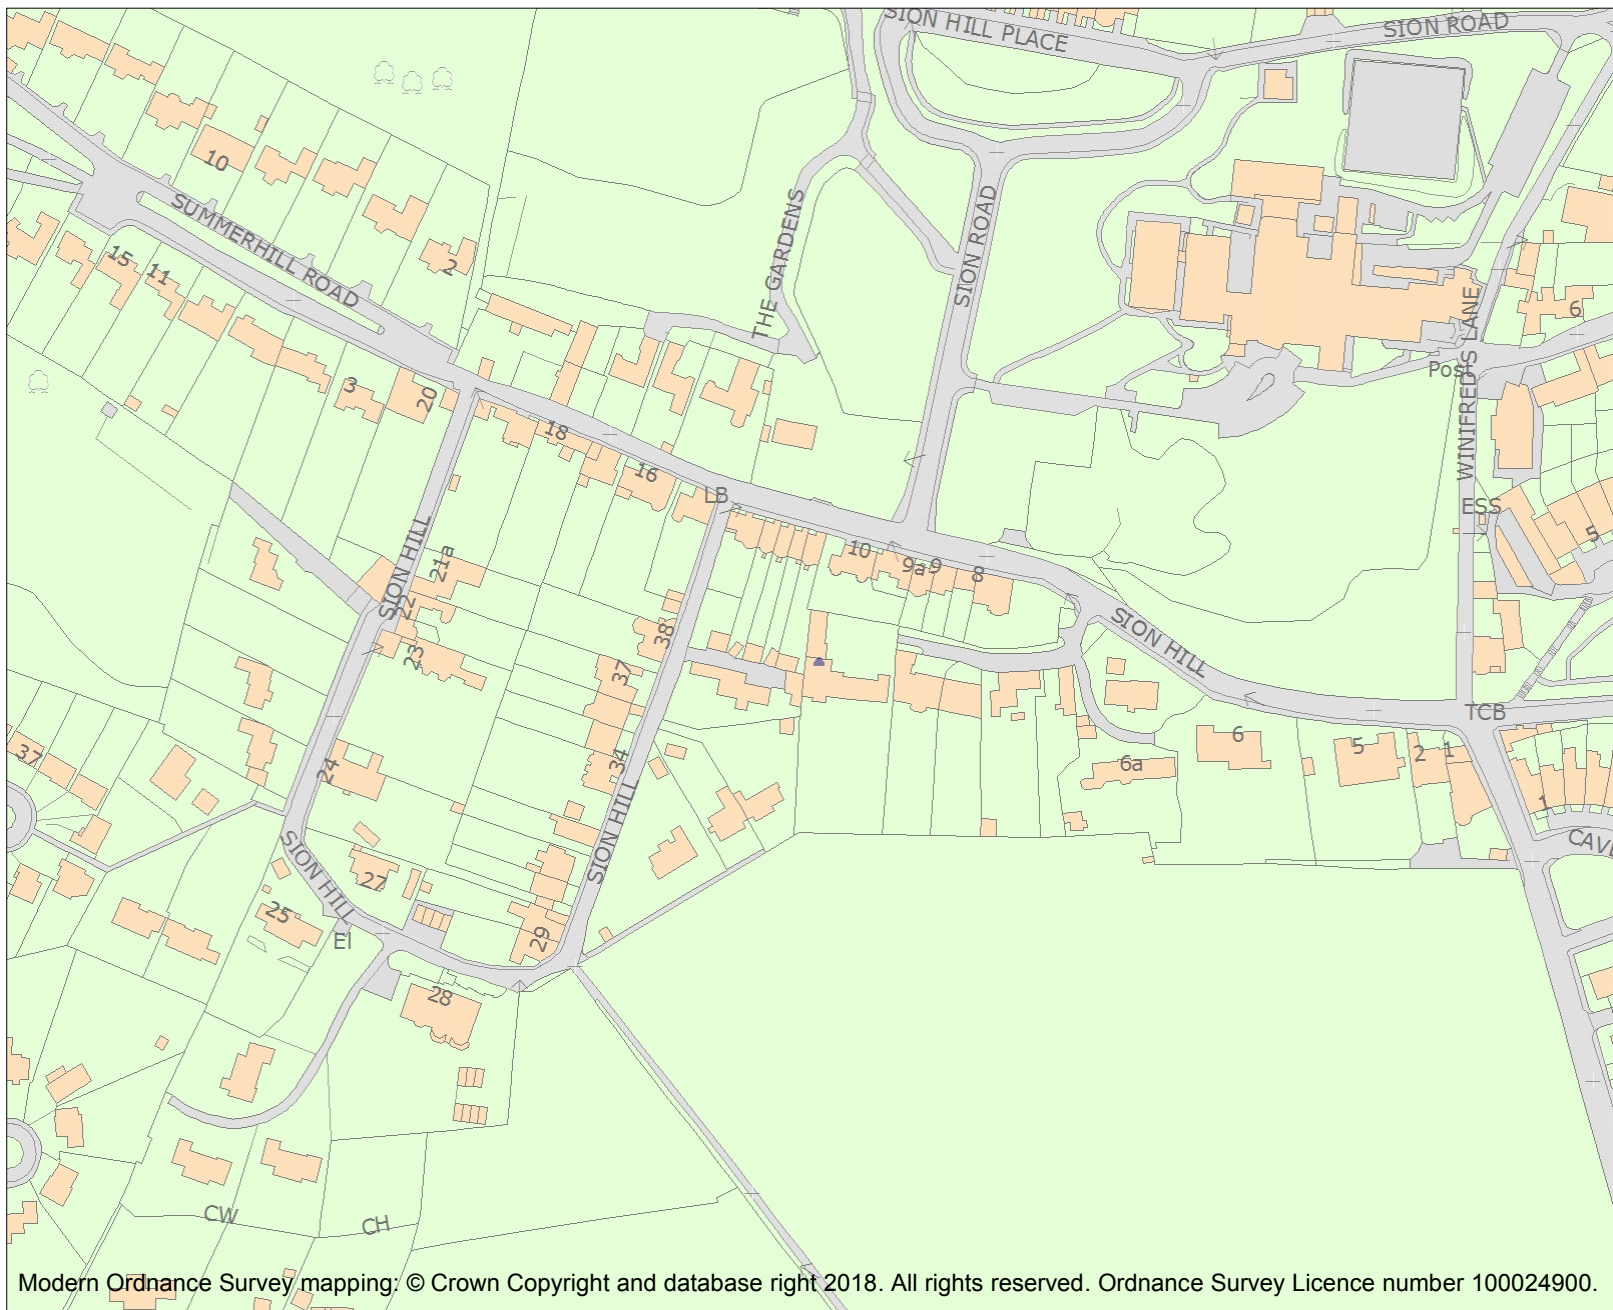 SION HILL PLACE
SION ROAD
10
SUMMERHILL ROAD
THE GARDENS
SION ROAD
2
15
11
6
WINIFRED'S LANE
Post
3
20
18
16
LB
ESS
5
10
9a
9
8
SION HILL
21a
22
23
38
37
SION HILL
TCB
6
5
2
1
6a
1
37
24
34
SION HILL
SION HILL
27
25
El
29
28
CW
CH
Modern Ordnance Survey mapping: © Crown Copyright and database right 2018. All rights reserved. Ordnance Survey Licence number 100024900.